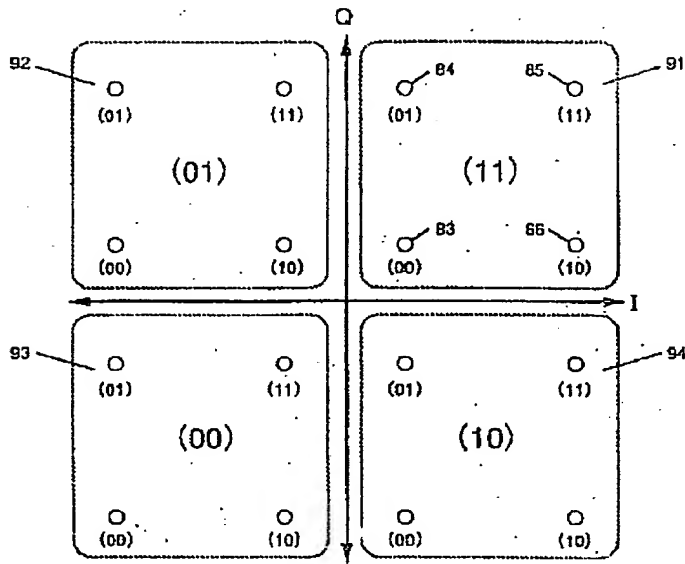 Q
92 84 85 91
(01) (11) (01) (11)
(01) (11)
83 86
(00) (10) (00) (10)
I
93 94
(01) (11) (01) (11)
(00) (10)
(00) (10) (00) (10)